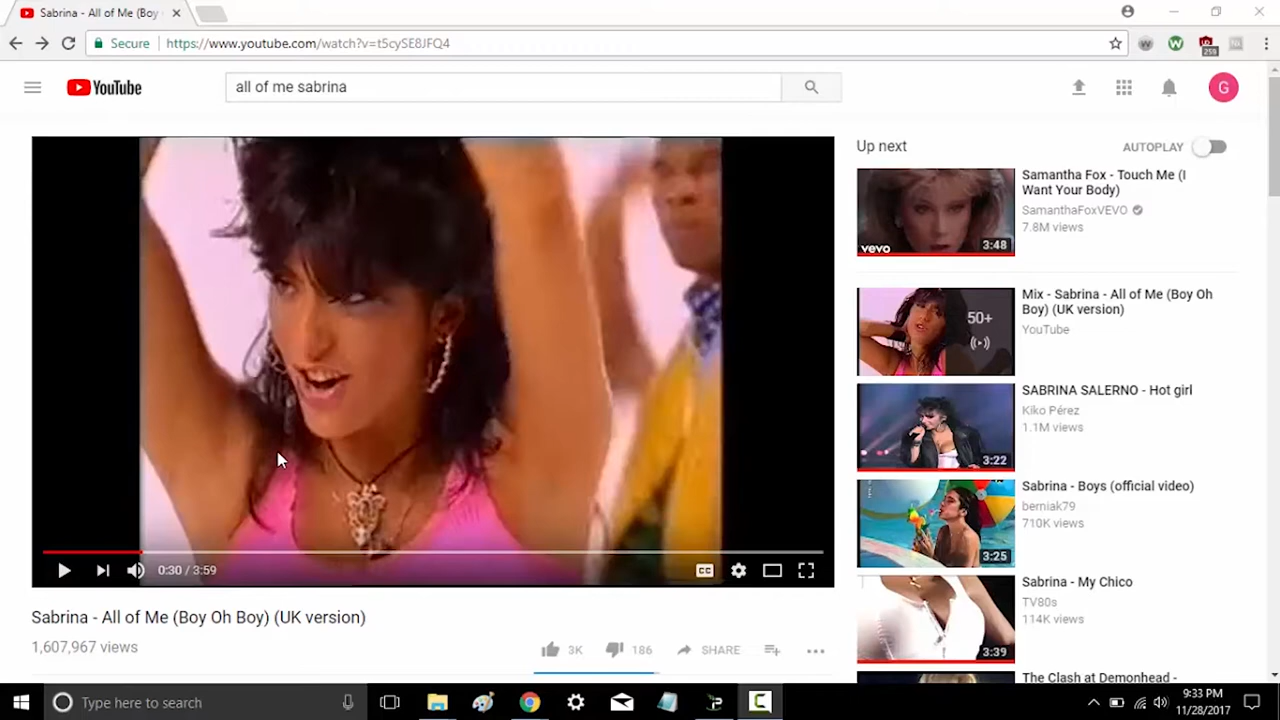 Sabrina - All of Me (Boy
Secure https://www.youtube.com/watch?v=t5cySE8JFQ4
259
YouTube
all of me sabrina
G
Up next
AUTOPLAY
Samantha Fox - Touch Me (I
Want Your Body)
SamanthaFoxVEVO
7.8M views
vevo
3:48
Mix - Sabrina - All of Me (Boy Oh
Boy) (UK version)
YouTube
50+
SABRINA SALERNO - Hot girl
Kiko Pérez
1.1M views
3:22
Sabrina - Boys (official video)
berniak79
710K views
3:25
Sabrina - My Chico
TV80s
114K views
3:39
The Clash at Demonhead -
0:30 / 3:59
CC
Sabrina - All of Me (Boy Oh Boy) (UK version)
1,607,967 views
3K 186 SHARE
Type here to search
9:33 PM
11/28/2017